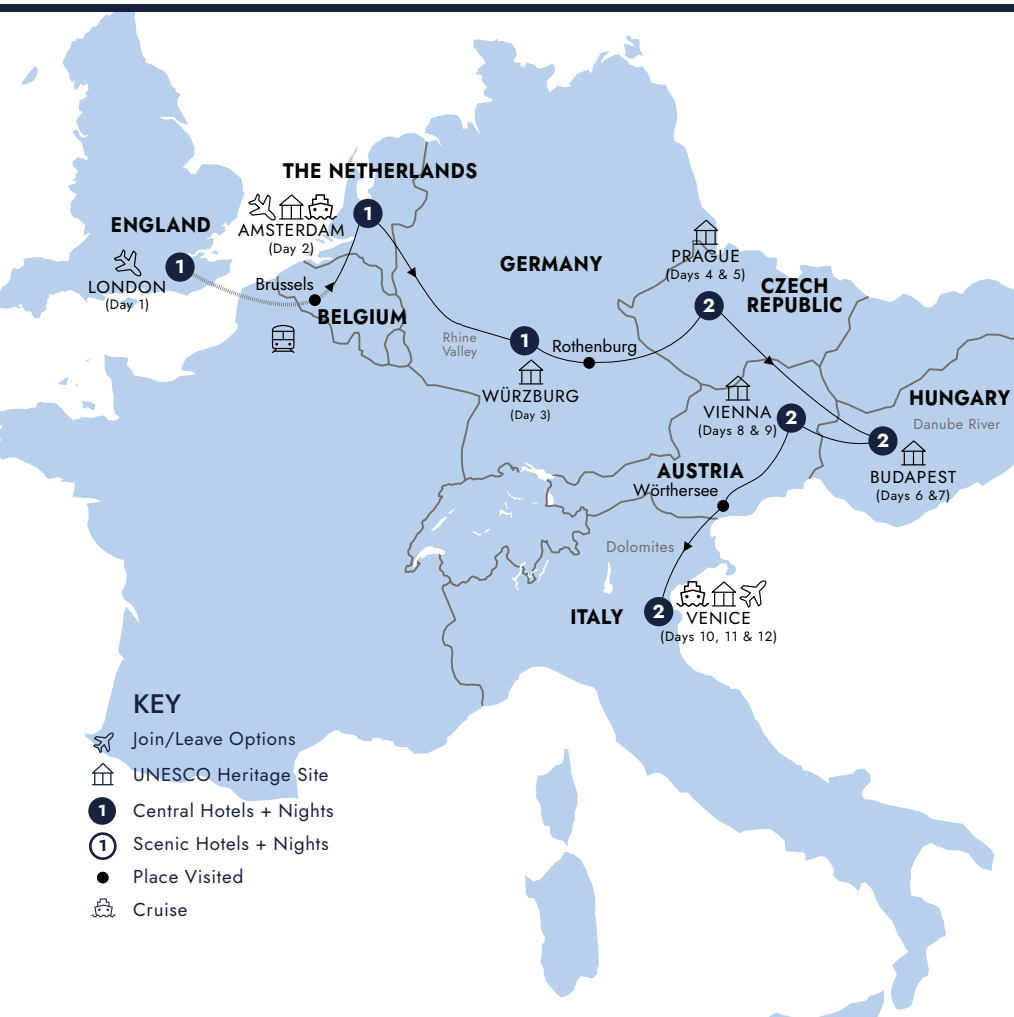 THE NETHERLANDS
1
AMSTERDAM
(Day 2)
ENGLAND
1
LONDON
(Day 1)
Brussels
BELGIUM
GERMANY
PRAGUE
(Days 4 & 5)
CZECH
REPUBLIC
2
Rhine
Valley
1
Rothenburg
WÜRZBURG
(Day 3)
VIENNA
(Days 8 & 9)
2
HUNGARY
Danube River
2
BUDAPEST
(Days 6 &7)
AUSTRIA
Wörthersee
Dolomites
ITALY
2
VENICE
(Days 10, 11 & 12)
KEY
Join/Leave Options
UNESCO Heritage Site
1 Central Hotels + Nights
1 Scenic Hotels + Nights
Place Visited
Cruise